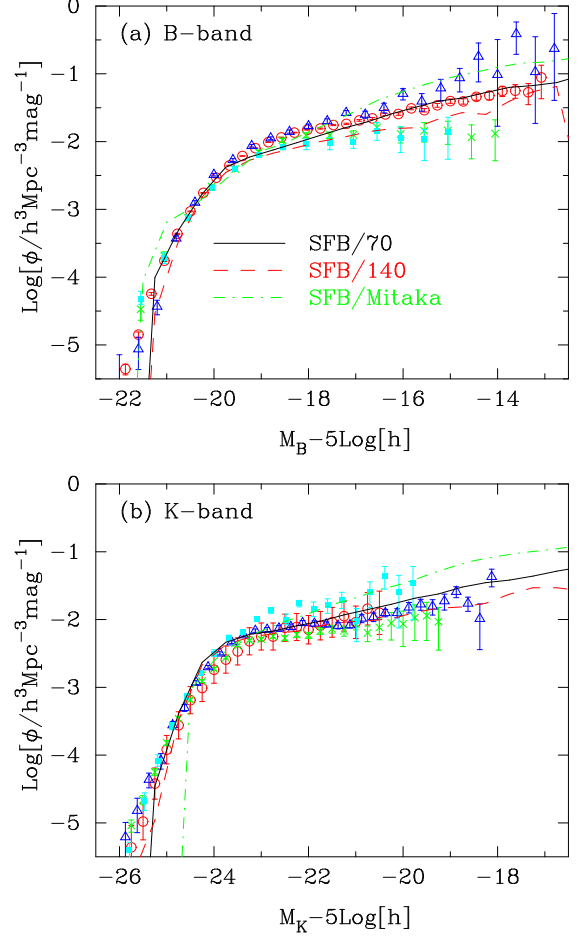 (a) B-band
0
-1
-2
-3
-4
-5
Log[ϕ/h³Mpc⁻³mag⁻¹]
SFB/70
SFB/140
SFB/Mitaka
-22 -20 -18 -16 -14
M_B-5Log[h]
(b) K-band
0
-1
-2
-3
-4
-5
Log[ϕ/h³Mpc⁻³mag⁻¹]
-26 -24 -22 -20 -18
M_K-5Log[h]